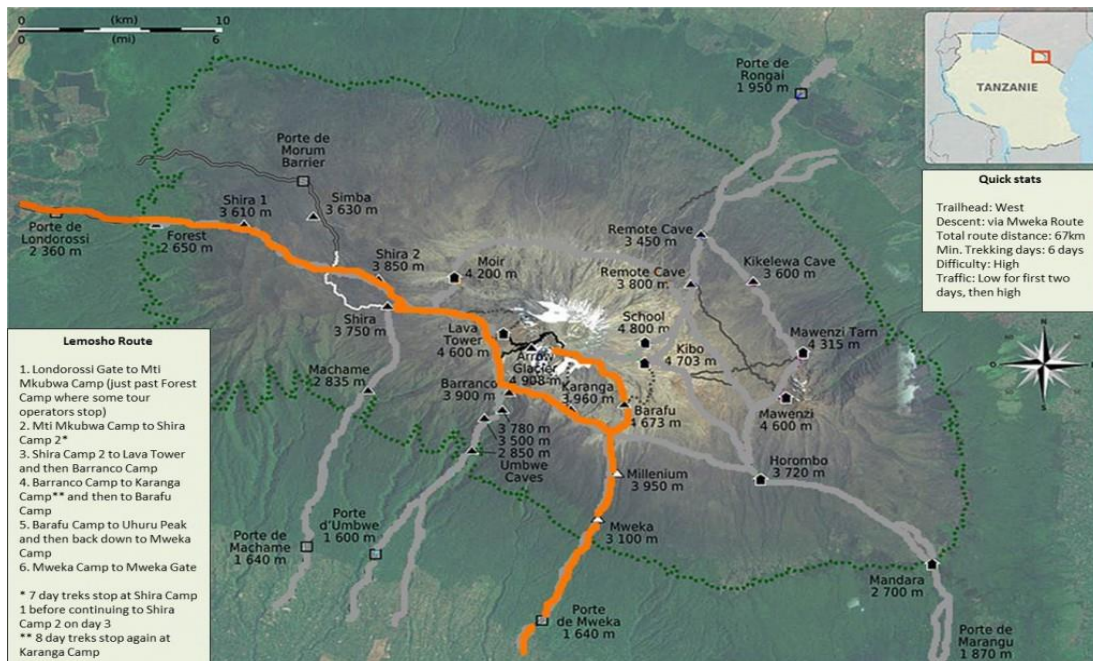 0
(km)
10
(mi)
6
Porte de
Rongai
1 950 m
TANZANIE
Porte de
Morum
Barrier
Quick stats
Trailhead: West
Descent: via Mweka Route
Total route distance: 67km
Min. Trekking days: 6 days
Difficulty: High
Traffic: Low for first two
days, then high
Shira 1
3 610 m
Simba
3 630 m
Porte de
Londorossi
2 360 m
Forest
2 650 m
Remote Cave
3 450 m
Shira 2
3 850 m
Moir
4 200 m
Remote Cave
3 800 m
Kikelewa Cave
3 600 m
Shira
3 750 m
Lava
Tower
4 600 m
School
4 800 m
Kibo
4 703 m
Mawenzi Tarn
4 315 m
Arrow
Glacier
4 908 m
N
S
Lemosho Route
1. Londorossi Gate to Mti
Mkubwa Camp (just past Forest
Camp where some tour
operators stop)
2. Mti Mkubwa Camp to Shira
Camp 2*
3. Shira Camp 2 to Lava Tower
and then Barranco Camp
4. Barranco Camp to Karanga
Camp** and then to Barafu
Camp
5. Barafu Camp to Uhuru Peak
and then back down to Mweka
Camp
6. Mweka Camp to Mweka Gate
* 7 day treks stop at Shira Camp
1 before continuing to Shira
Camp 2 on day 3
** 8 day treks stop again at
Karanga Camp
Machame
2 835 m
Barranco
3 900 m
Karanga
3 960 m
Barafu
4 673 m
Mawenzi
4 600 m
3 780 m
3 500 m
2 850 m
Umbwe
Caves
Millenium
3 950 m
Horombo
3 720 m
Porte
d'Umbwe
1 600 m
Mweka
3 100 m
Porte de
Machame
1 640 m
Mandara
2 700 m
Porte
de Mweka
1 640 m
Porte de
Marangu
1 870 m